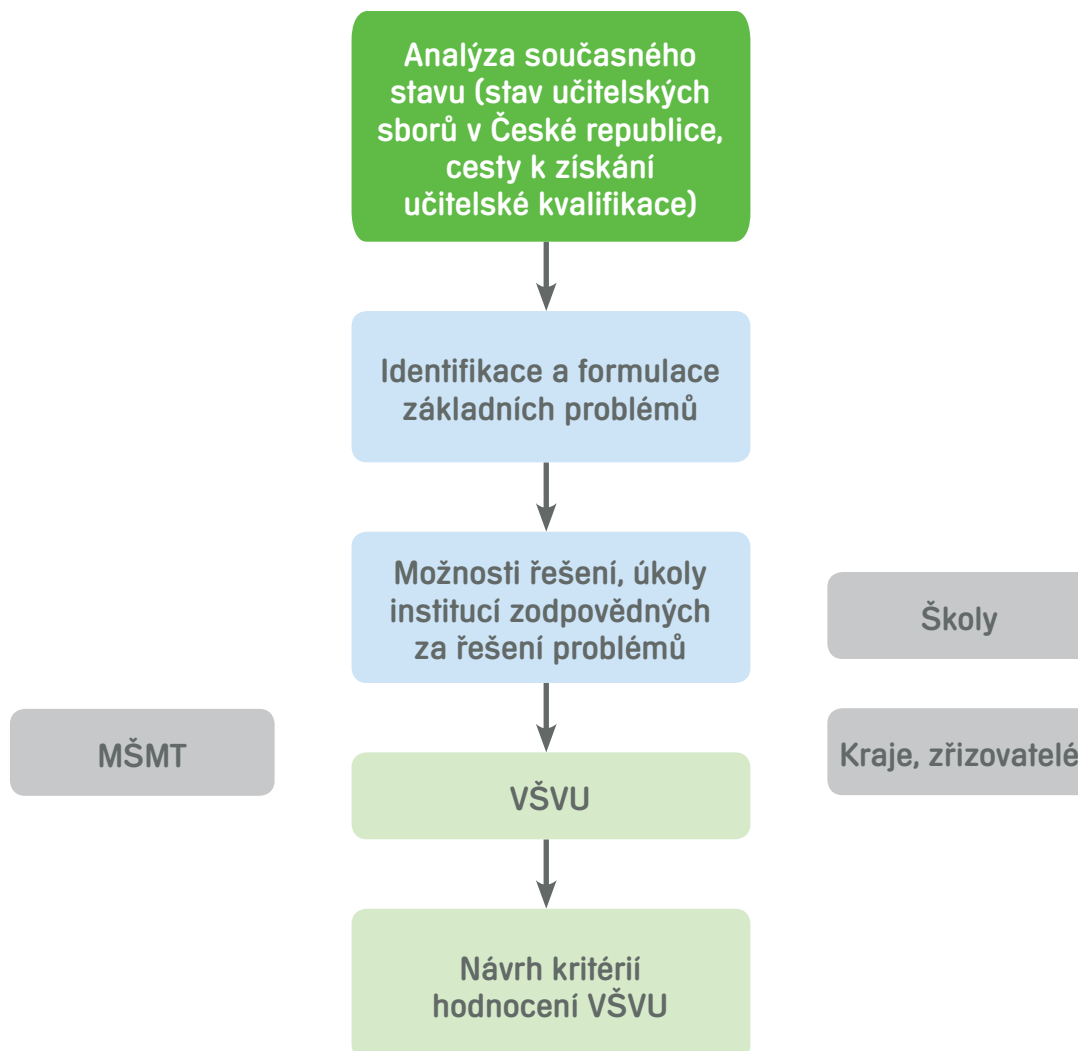 Analýza současného
stavu (stav učitelských
sborů v České republice,
cesty k získání
učitelské kvalifikace)
Identifikace a formulace
základních problémů
Možnosti řešení, úkoly
institucí zodpovědných
za řešení problémů
Školy
MŠMT
Kraje, zřizovatelé
VŠVU
Návrh kritérií
hodnocení VŠVU